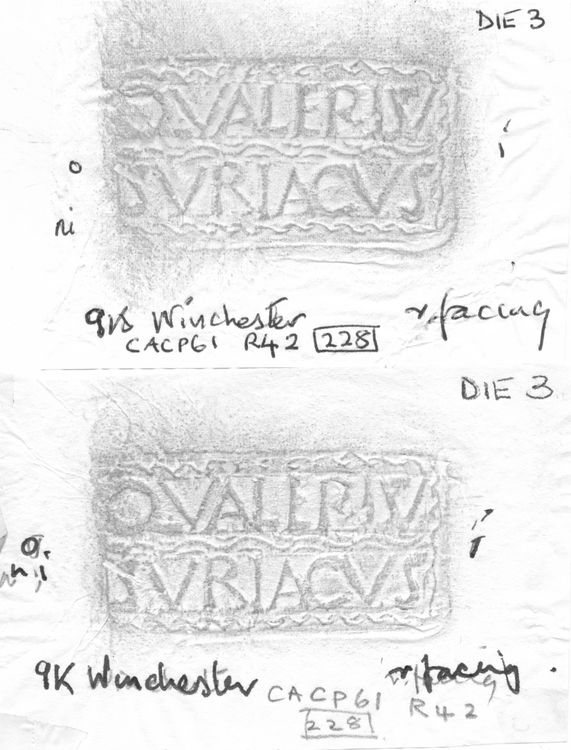 DIE 3
Q VALERIV
SVRIACVS
i
o
ni
9K Winchester
r. facing
CACP61 R42 228
DIE 3
Q VALERIV
SVRIACVS
9K Winchester
r. facing
CACP61
R42
228